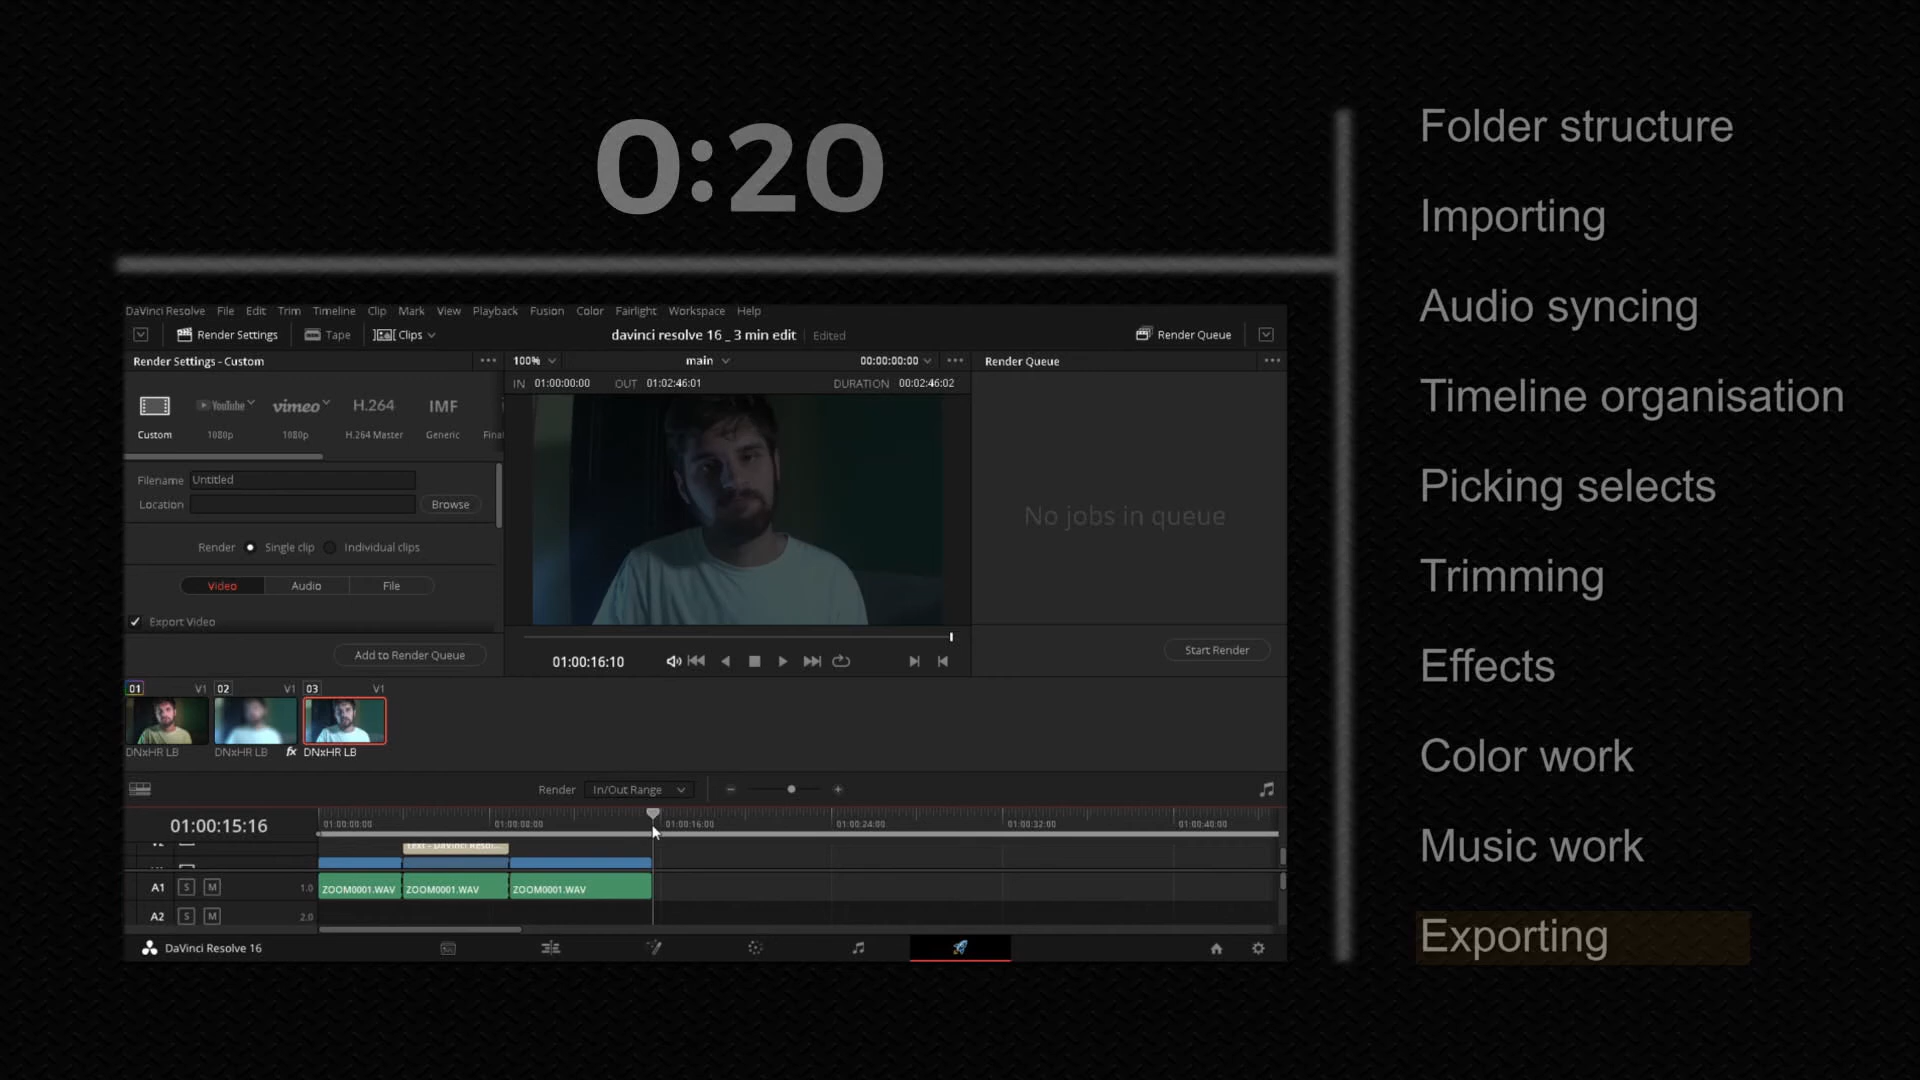 0:20
Folder structure
Importing
Audio syncing
Timeline organisation
Picking selects
Trimming
Effects
Color work
Music work
Exporting
DaVinci Resolve File Edit Trim Timeline Clip Mark View Playback Fusion Color Fairlight Workspace Help
Render Settings Tape Clips davinci resolve 16 _ 3 min edit Edited Render Queue
Render Settings - Custom 100% main 00:00:00:00 Render Queue
IN 01:00:00:00 OUT 01:02:46:01 DURATION 00:02:46:02
YouTube vimeo H.264 IMF
Custom 1080p 1080p H.264 Master Generic Final
Filename Untitled
Location Browse
No jobs in queue
Render Single clip Individual clips
Video Audio File
Export Video
Add to Render Queue 01:00:16:10 Start Render
01 V1 02 V1 03 V1
DNxHR LB DNxHR LB fx DNxHR LB
Render In/Out Range
01:00:15:16 01:00:00:00 01:00:08:00 01:00:16:00 01:00:24:00 01:00:32:00 01:00:40:00
Text - DaVinci Resol...
A1 S M 1.0 ZOOM0001.WAV ZOOM0001.WAV ZOOM0001.WAV
A2 S M 2.0
DaVinci Resolve 16